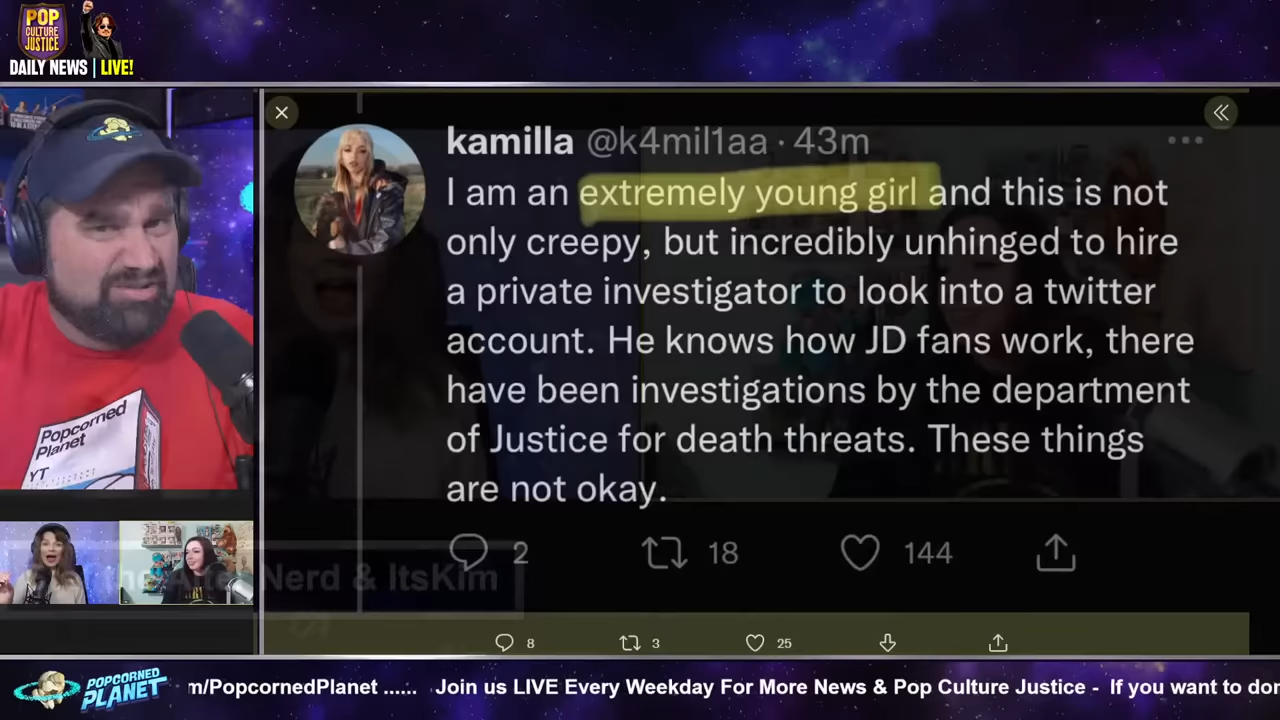 POP
CULTURE
JUSTICE
DAILY NEWS | LIVE!
kamilla @k4mil1aa · 43m
I am an extremely young girl and this is not
only creepy, but incredibly unhinged to hire
a private investigator to look into a twitter
account. He knows how JD fans work, there
have been investigations by the department
of Justice for death threats. These things
are not okay.
2 18 144
Nerd & ItsKim
8 3 25
Popcorned
Planet
YT
POPCORNED
PLANET
m/PopcornedPlanet ...... Join us LIVE Every Weekday For More News & Pop Culture Justice - If you want to don